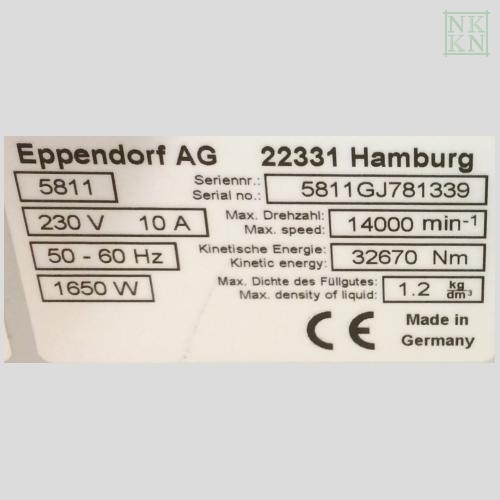 NK
KN
Eppendorf AG 22331 Hamburg
5811 Seriennr.: Serial no.: 5811GJ781339
230 V 10 A Max. Drehzahl: Max. speed: 14000 min-1
50 - 60 Hz Kinetische Energie: Kinetic energy: 32670 Nm
1650 W Max. Dichte des Füllgutes: Max. density of liquid: 1.2 kg/dm³
CE Made in
Germany